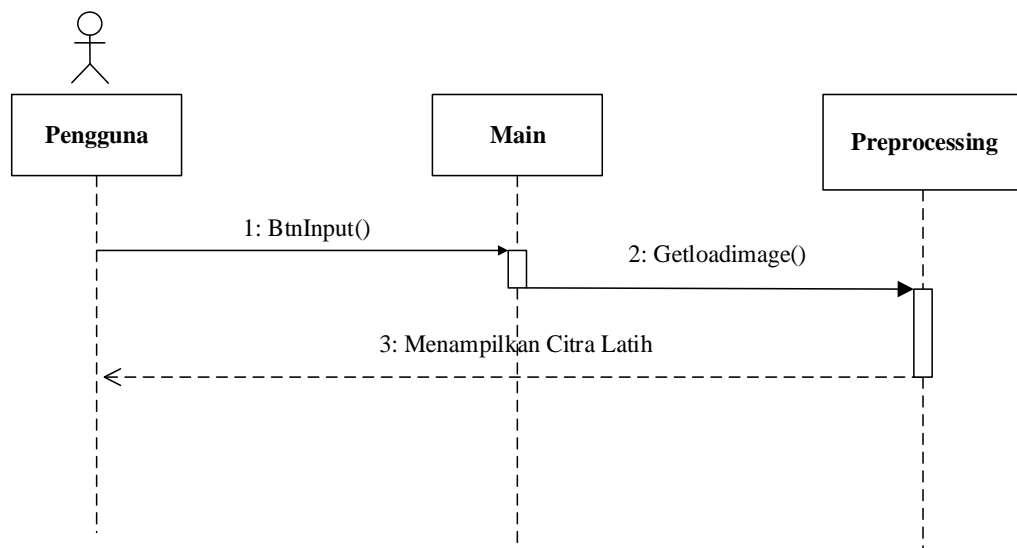 Pengguna
Main
Preprocessing
1: BtnInput()
2: Getloadimage()
3: Menampilkan Citra Latih